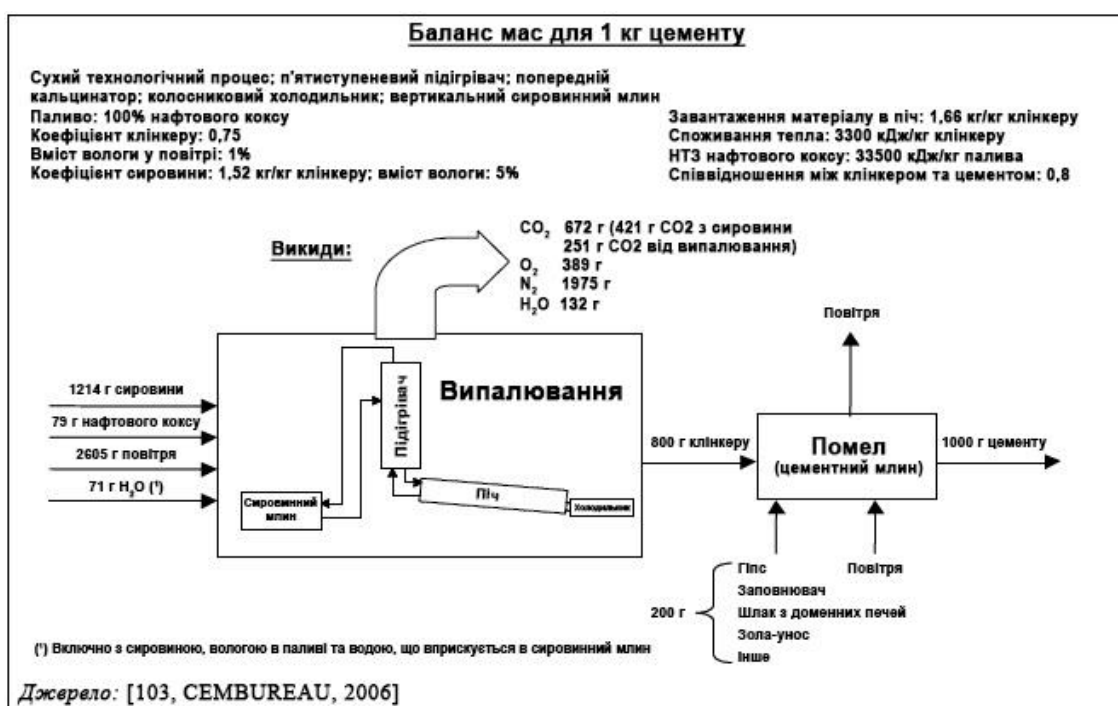 Баланс мас для 1 кг цементу
Сухий технологічний процес; п'ятиступеневий підігрівач; попередній
кальцинатор; колосниковий холодильник; вертикальний сировинний млин
Паливо: 100% нафтового коксу
Коефіцієнт клінкеру: 0,75
Вміст вологи у повітрі: 1%
Коефіцієнт сировини: 1,52 кг/кг клінкеру; вміст вологи: 5%
Завантаження матеріалу в піч: 1,66 кг/кг клінкеру
Споживання тепла: 3300 кДж/кг клінкеру
НТЗ нафтового коксу: 33500 кДж/кг палива
Співвідношення між клінкером та цементом: 0,8
Викиди:
CO₂ 672 г (421 г CO2 з сировини
251 г CO2 від випалювання)
O₂ 389 г
N₂ 1975 г
H₂O 132 г
1214 г сировини
79 г нафтового коксу
2605 г повітря
71 г H₂O (¹)
Випалювання
Підігрівач
Сировинний
млин
Піч
Холодильник
800 г клінкеру
Повітря
Помел
(цементний млин)
1000 г цементу
200 г
Гіпс
Заповнювач
Шлак з доменних печей
Зола-унос
Інше
Повітря
(¹) Включно з сировиною, вологою в паливі та водою, що вприскується в сировинний млин
Джерело: [103, CEMBUREAU, 2006]